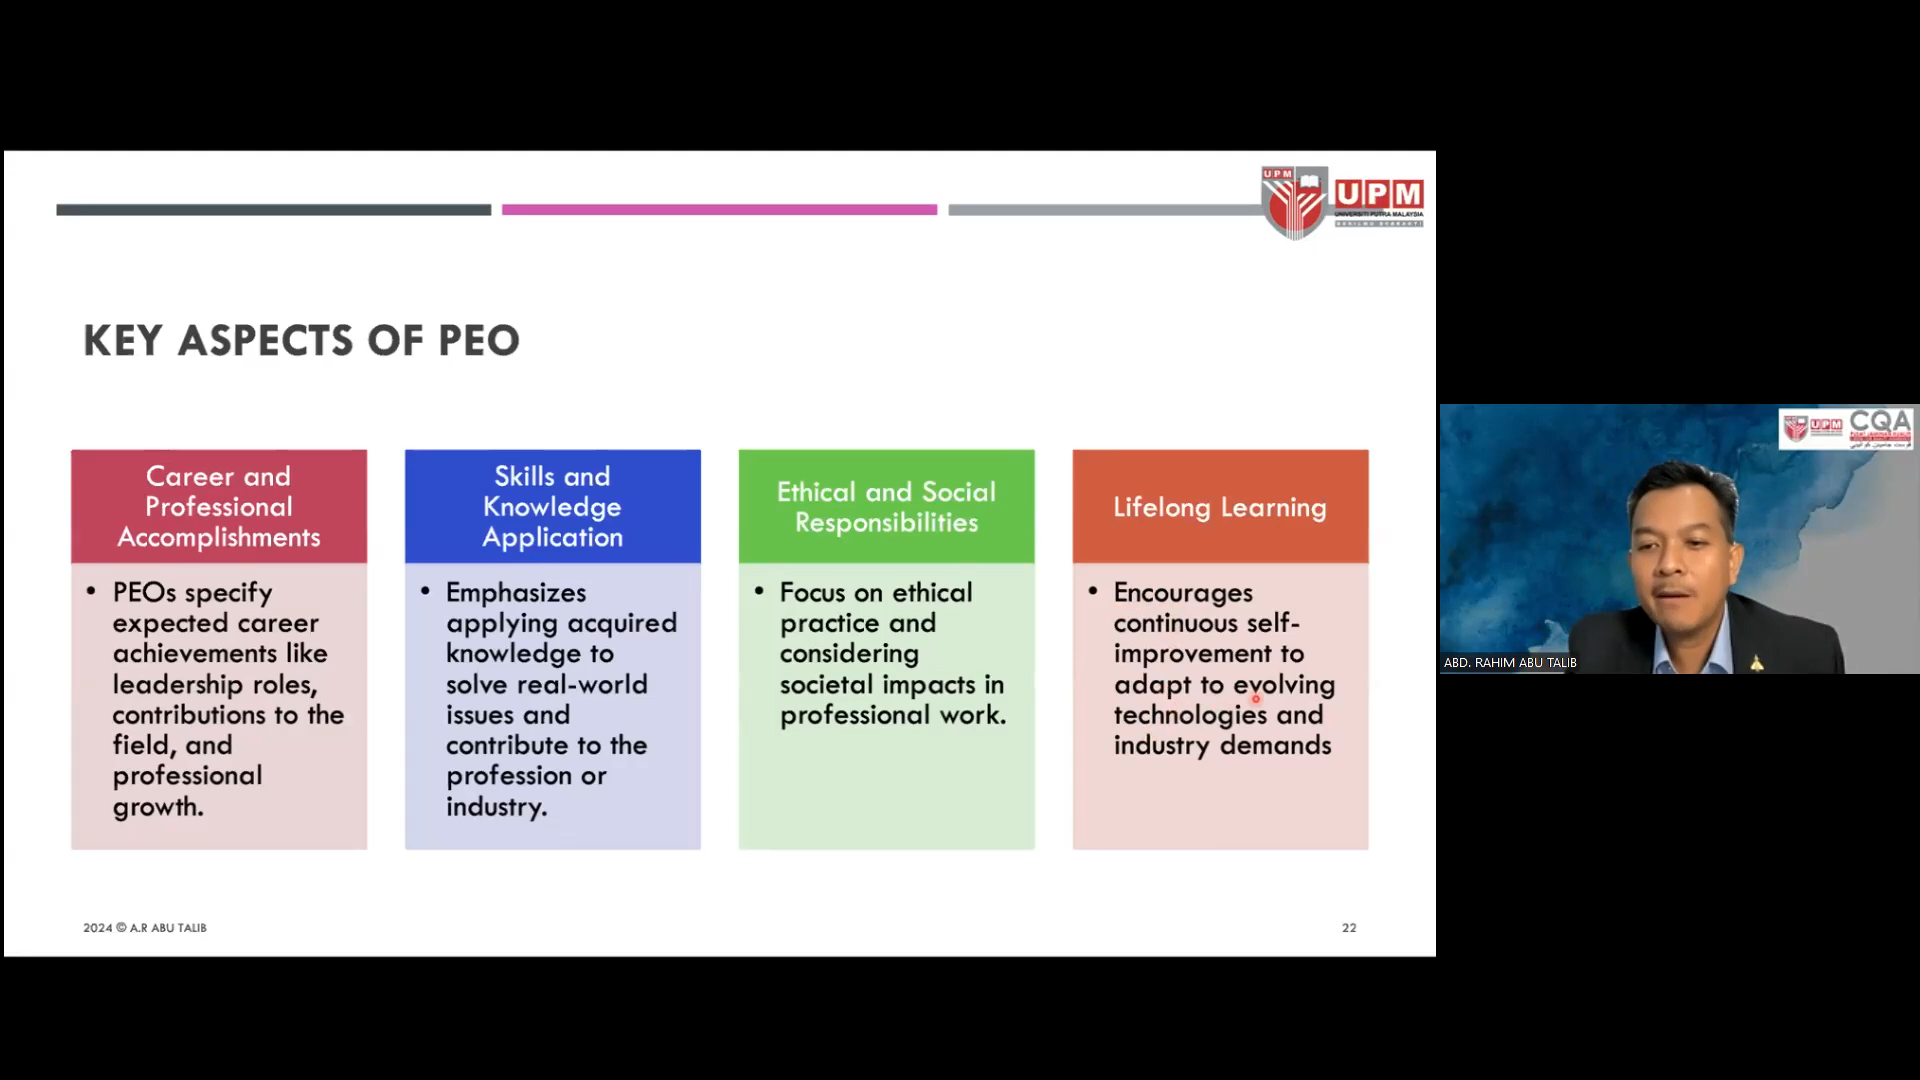 UPM
UPM
UNIVERSITI PUTRA MALAYSIA
BERILMU BERBAKTI
KEY ASPECTS OF PEO
Career and
Professional
Accomplishments
• PEOs specify
expected career
achievements like
leadership roles,
contributions to the
field, and
professional
growth.
Skills and
Knowledge
Application
• Emphasizes
applying acquired
knowledge to
solve real-world
issues and
contribute to the
profession or
industry.
Ethical and Social
Responsibilities
• Focus on ethical
practice and
considering
societal impacts in
professional work.
Lifelong Learning
• Encourages
continuous self-
improvement to
adapt to evolving
technologies and
industry demands
2024 © A.R ABU TALIB
22
UPM
CQA
ABD. RAHIM ABU TALIB